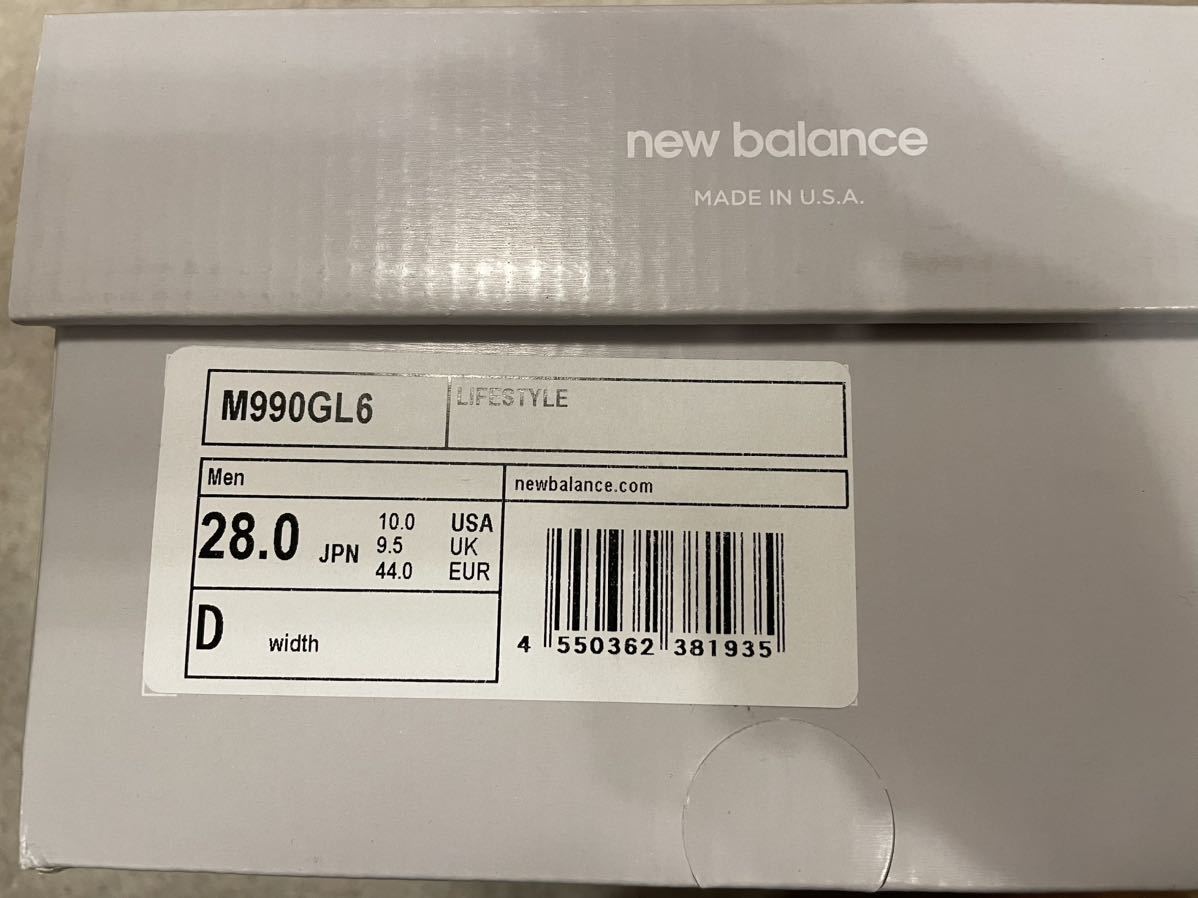 new balance
MADE IN U.S.A.
M990GL6 LIFESTYLE
Men newbalance.com
28.0 JPN
10.0 USA
9.5 UK
44.0 EUR
D width
4 550362 381935